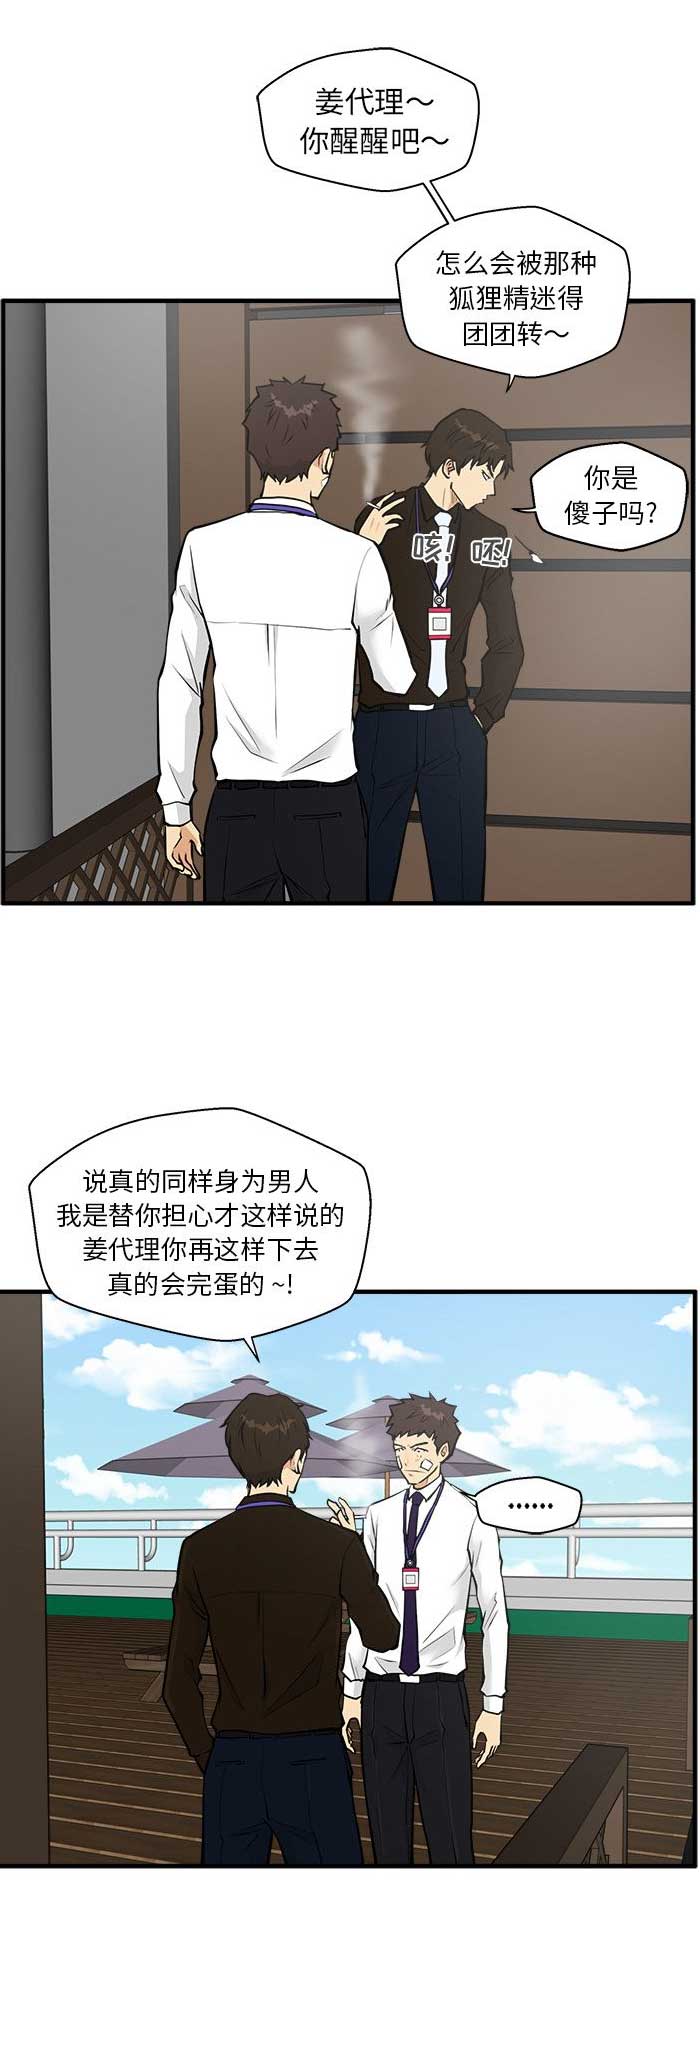 姜代理～
你醒醒吧～
怎么会被那种
狐狸精迷得
团团转～
你是
傻子吗?
咳! 呸!
说真的同样身为男人
我是替你担心才这样说的
姜代理你再这样下去
真的会完蛋的~!
……